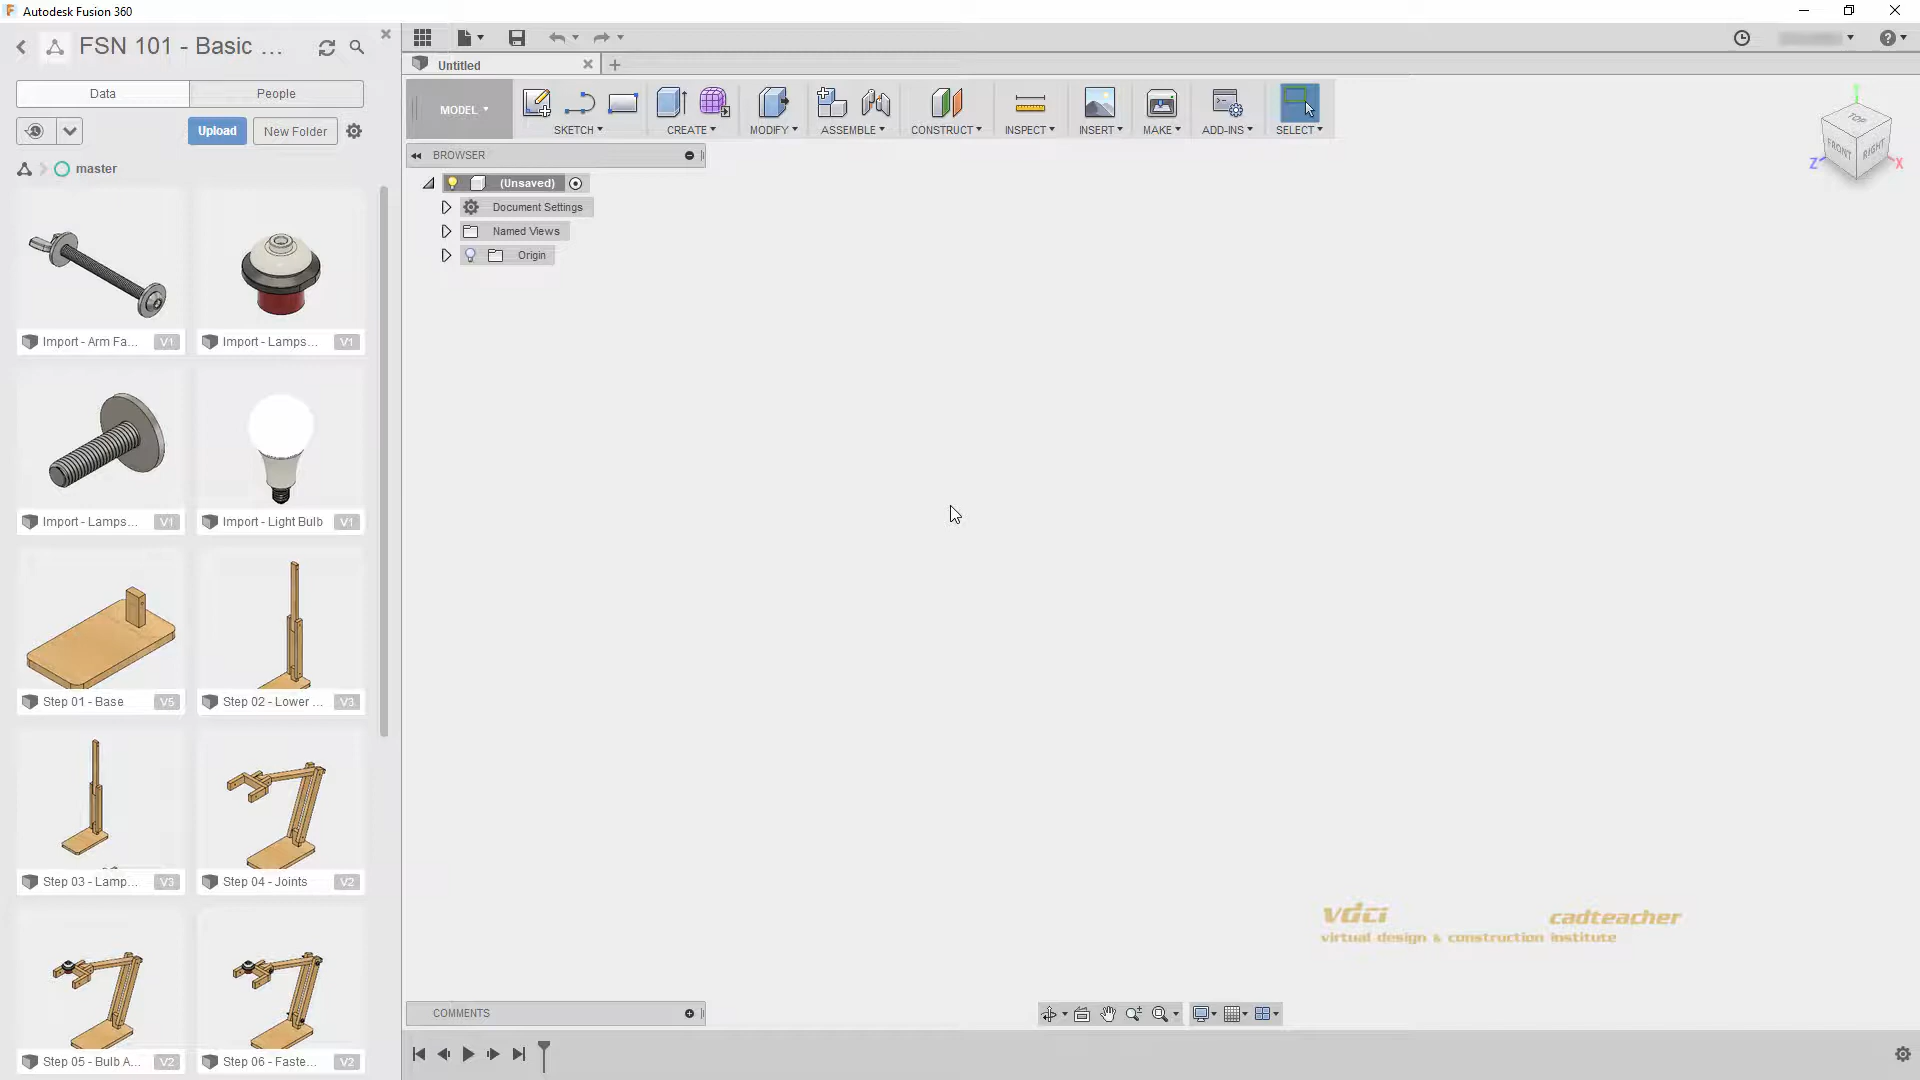 Autodesk Fusion 360
FSN 101 - Basic ...
Data
People
Upload
New Folder
master
Import - Arm Fa...
V1
Import - Lamps...
V1
Import - Lamps...
V1
Import - Light Bulb
V1
Step 01 - Base
V5
Step 02 - Lower ...
V3
Step 03 - Lamp...
V3
Step 04 - Joints
V2
Step 05 - Bulb A...
V2
Step 06 - Faste...
V2
Untitled
MODEL
SKETCH
CREATE
MODIFY
ASSEMBLE
CONSTRUCT
INSPECT
INSERT
MAKE
ADD-INS
SELECT
BROWSER
(Unsaved)
Document Settings
Named Views
Origin
TOP
FRONT
RIGHT
Z
X
vdci
cadteacher
virtual design & construction institute
COMMENTS